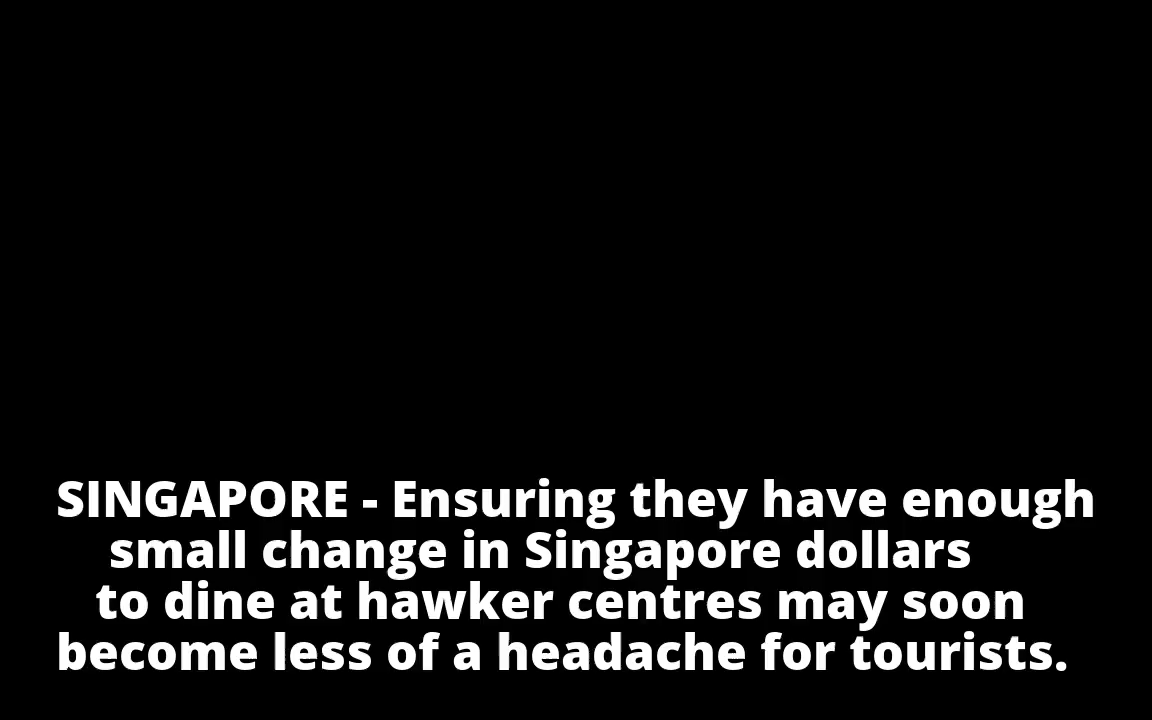 SINGAPORE - Ensuring they have enough
small change in Singapore dollars
to dine at hawker centres may soon
become less of a headache for tourists.